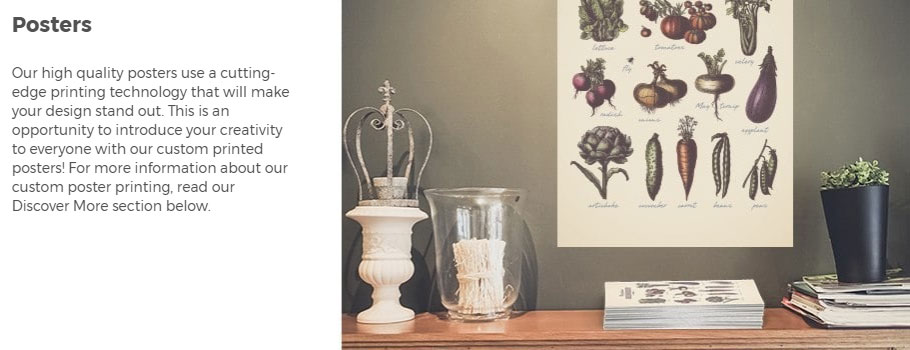 Posters
Our high quality posters use a cutting-
edge printing technology that will make
your design stand out. This is an
opportunity to introduce your creativity
to everyone with our custom printed
posters! For more information about our
custom poster printing, read our
Discover More section below.
lettuce
tomatoes
celery
fig
radish
onions
May turnip
eggplant
artichoke
cucumber
carrot
beans
peas